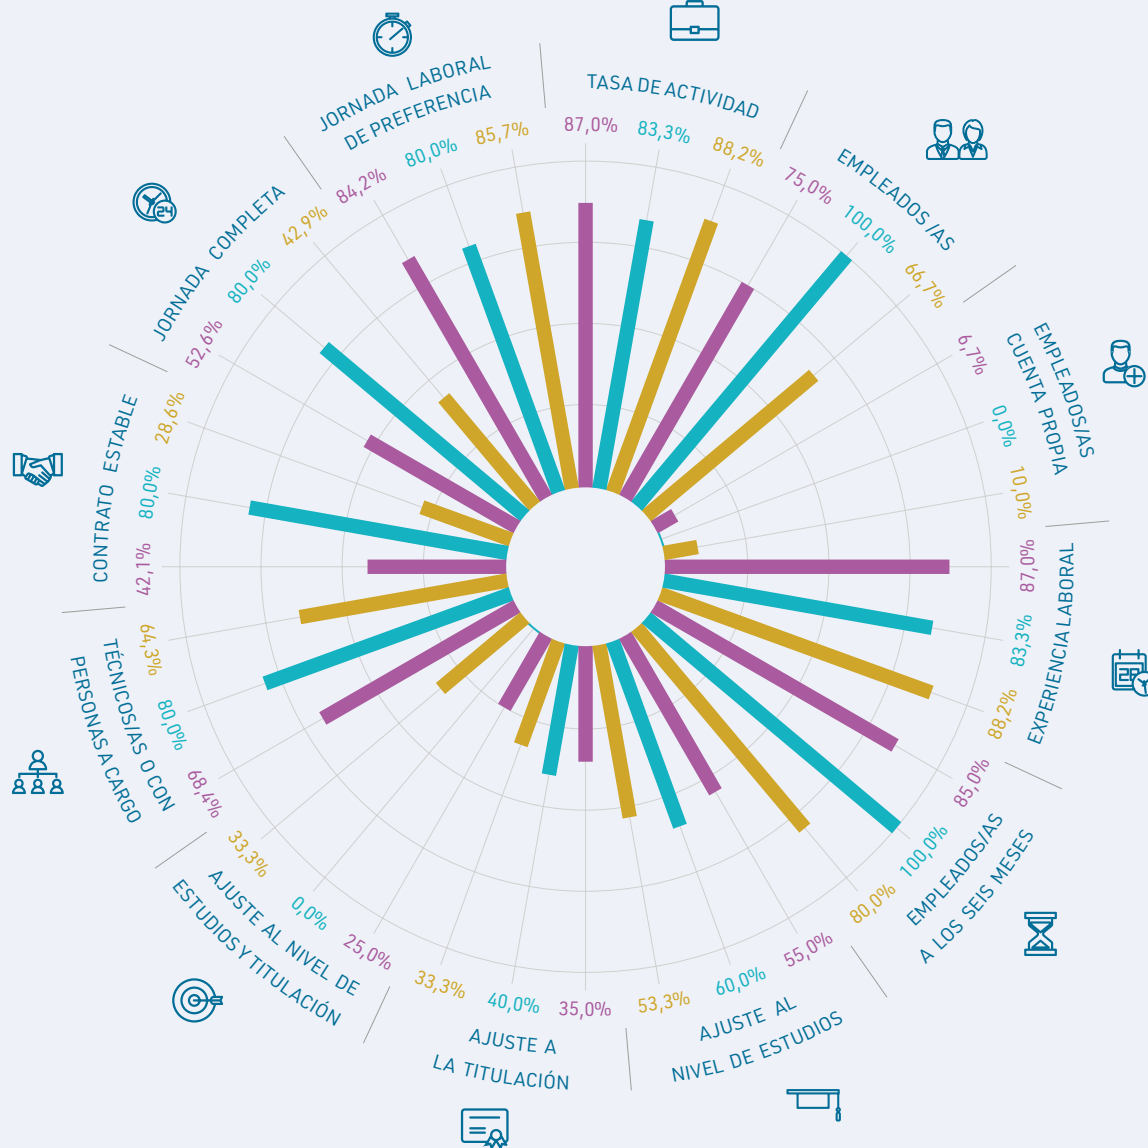 TASA DE ACTIVIDAD
87,0%
83,3%
88,2%
EMPLEADOS/AS
75,0%
100,0%
66,7%
EMPLEADOS/AS
CUENTA PROPIA
6,7%
0,0%
10,0%
EXPERIENCIA LABORAL
87,0%
83,3%
88,2%
EMPLEADOS/AS
A LOS SEIS MESES
85,0%
100,0%
80,0%
AJUSTE AL
NIVEL DE ESTUDIOS
55,0%
60,0%
53,3%
AJUSTE A
LA TITULACIÓN
35,0%
40,0%
33,3%
AJUSTE AL NIVEL DE
ESTUDIOS Y TITULACIÓN
25,0%
0,0%
33,3%
TÉCNICOS/AS O CON
PERSONAS A CARGO
68,4%
80,0%
64,3%
CONTRATO ESTABLE
42,1%
80,0%
28,6%
JORNADA COMPLETA
52,6%
80,0%
42,9%
24
JORNADA LABORAL
DE PREFERENCIA
84,2%
80,0%
85,7%